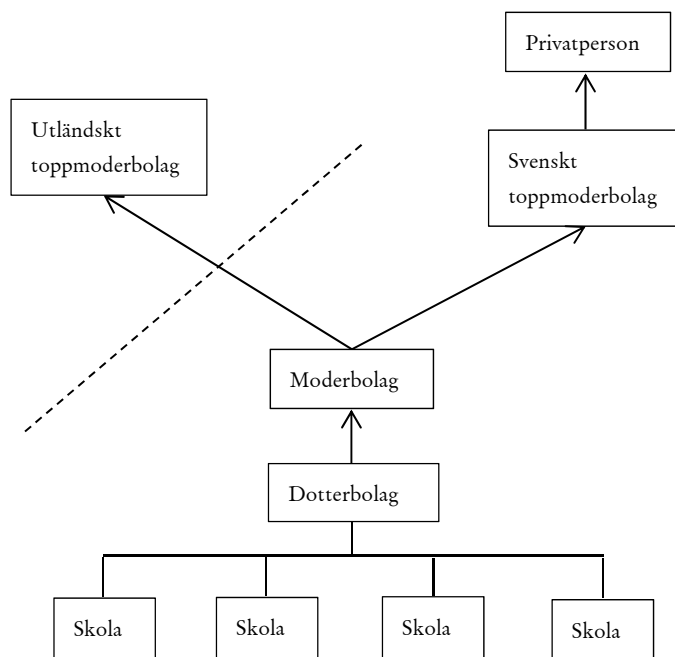 Privatperson
Utländskt
toppmoderbolag
Svenskt
toppmoderbolag
Moderbolag
Dotterbolag
Skola
Skola
Skola
Skola